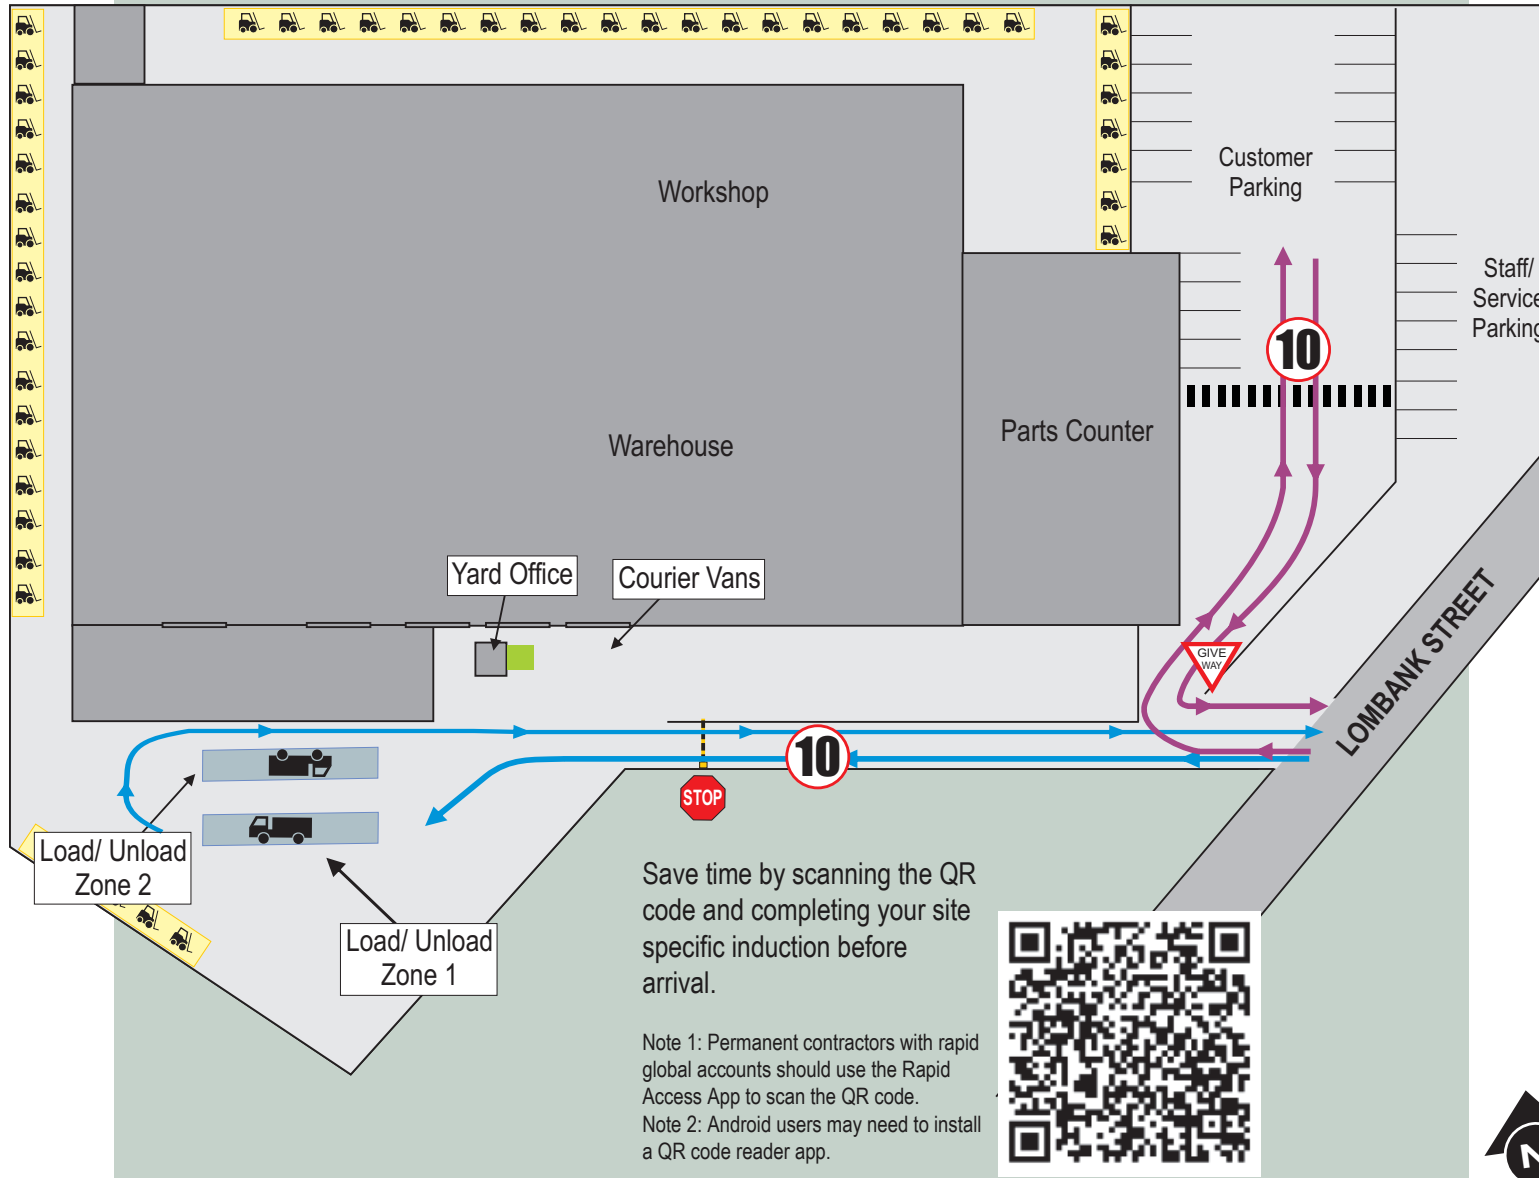 Workshop
Customer
Parking
Staff/
Service
Parking
10
Warehouse
Parts Counter
Yard Office
Courier Vans
GIVE
WAY
LOMBANK STREET
10
STOP
Load/ Unload
Zone 2
Load/ Unload
Zone 1
Save time by scanning the QR
code and completing your site
specific induction before
arrival.
Note 1: Permanent contractors with rapid
global accounts should use the Rapid
Access App to scan the QR code.
Note 2: Android users may need to install
a QR code reader app.
N